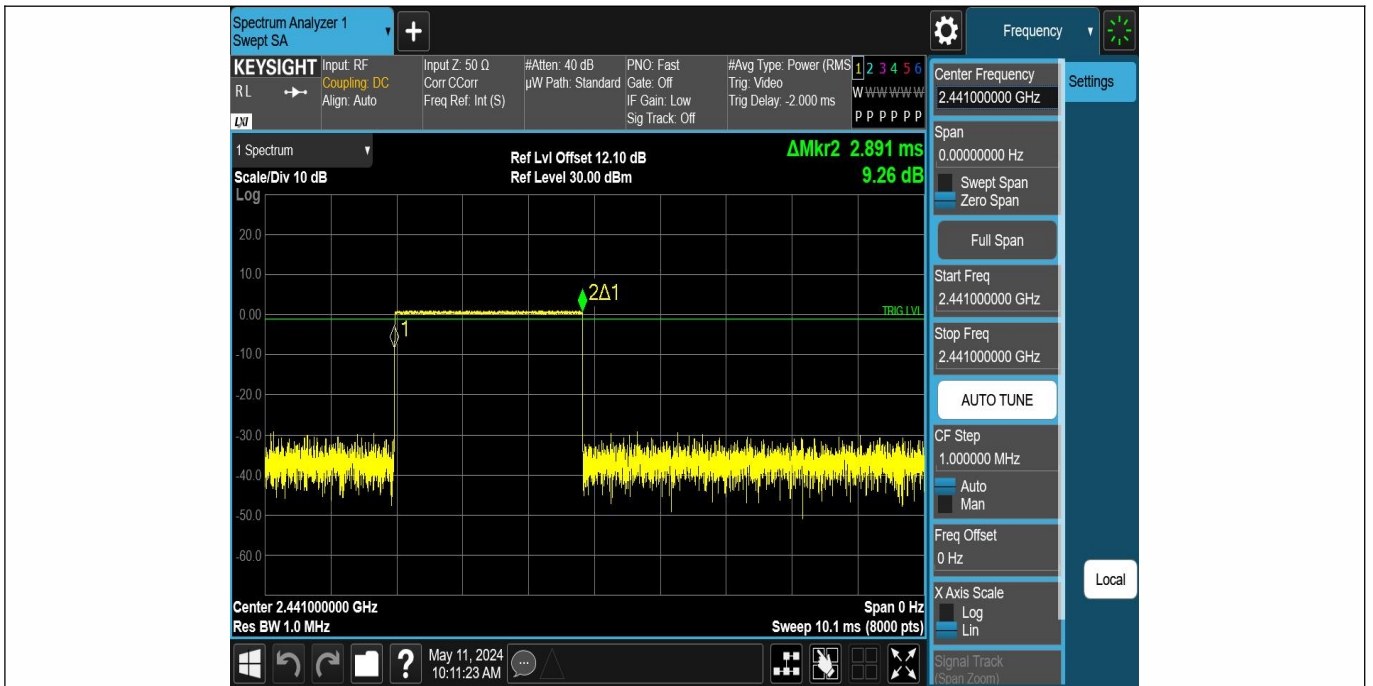 Spectrum Analyzer 1
Swept SA
+
Frequency
KEYSIGHT
RL
LXI
Input: RF
Coupling: DC
Align: Auto
Input Z: 50 Ω
Corr CCorr
Freq Ref: Int (S)
#Atten: 40 dB
µW Path: Standard
PNO: Fast
Gate: Off
IF Gain: Low
Sig Track: Off
#Avg Type: Power (RMS
Trig: Video
Trig Delay: -2.000 ms
1 2 3 4 5 6
W W W W W W
P P P P P P
1 Spectrum
Scale/Div 10 dB
Log
Ref Lvl Offset 12.10 dB
Ref Level 30.00 dBm
ΔMkr2 2.891 ms
9.26 dB
20.0
10.0
0.00
-10.0
-20.0
-30.0
-40.0
-50.0
-60.0
2Δ1
1
TRIG LVL
Center 2.441000000 GHz
Res BW 1.0 MHz
Span 0 Hz
Sweep 10.1 ms (8000 pts)
Center Frequency
2.441000000 GHz
Settings
Span
0.00000000 Hz
Swept Span
Zero Span
Full Span
Start Freq
2.441000000 GHz
Stop Freq
2.441000000 GHz
AUTO TUNE
CF Step
1.000000 MHz
Auto
Man
Freq Offset
0 Hz
X Axis Scale
Log
Lin
Signal Track
(Span Zoom)
Local
?
May 11, 2024
10:11:23 AM